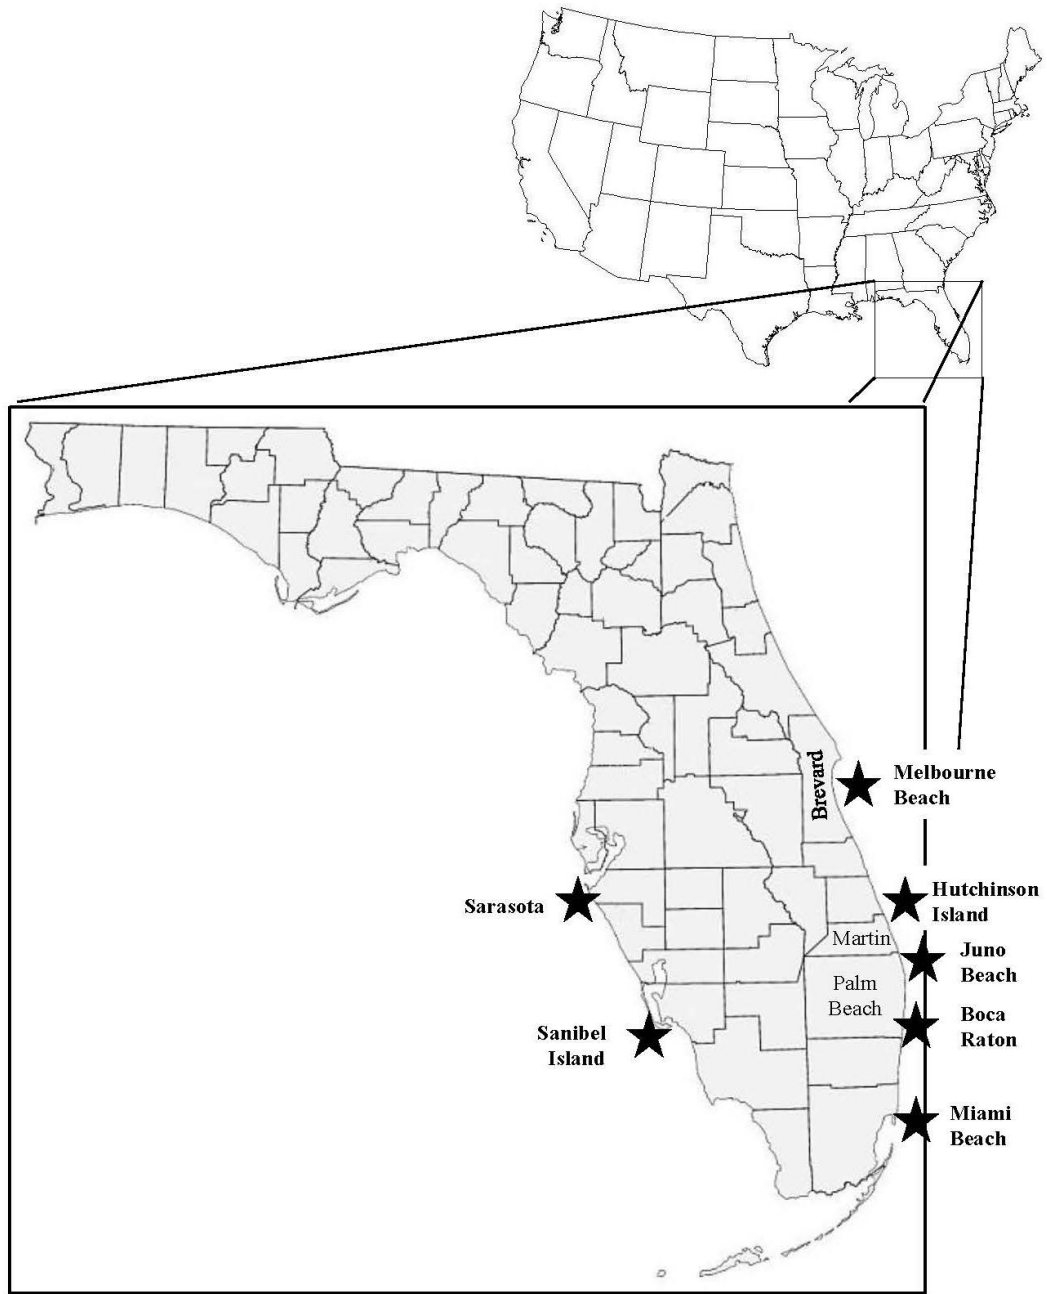 Brevard
Melbourne
Beach
Sarasota
Hutchinson
Island
Martin
Juno
Beach
Palm
Beach
Boca
Raton
Sanibel
Island
Miami
Beach